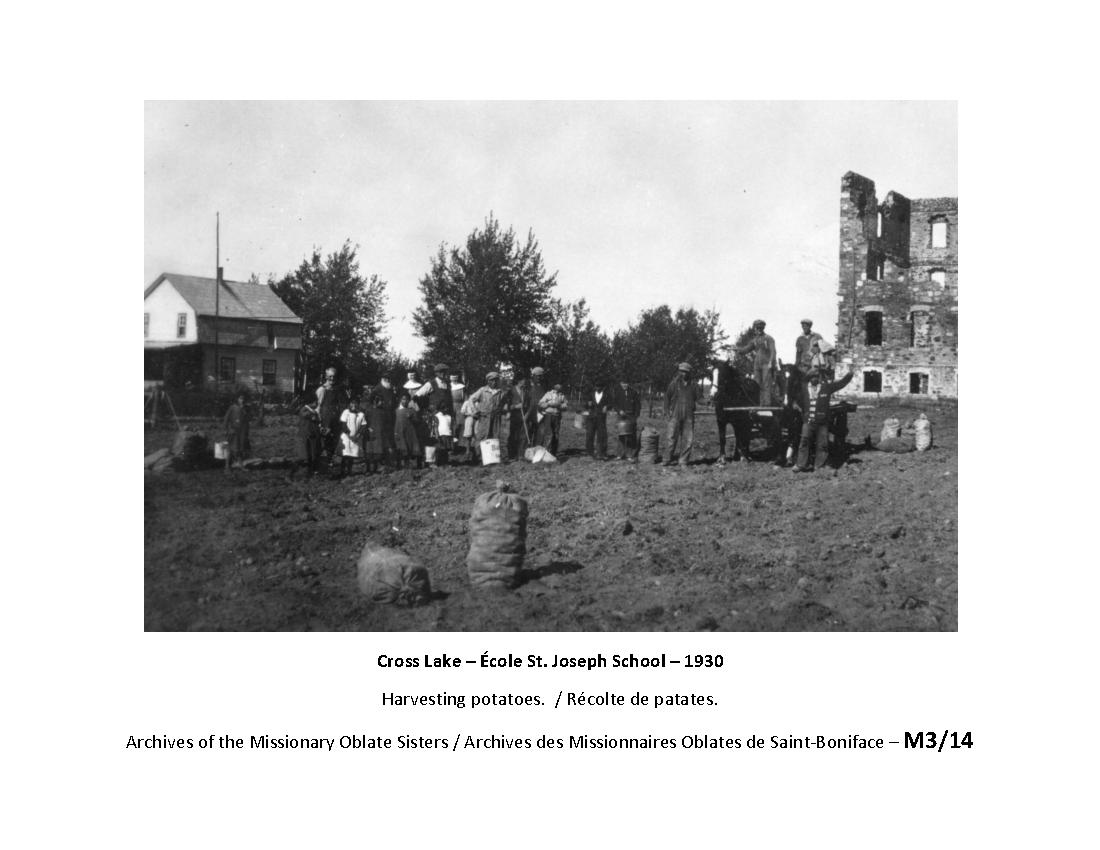 Cross Lake – École St. Joseph School – 1930
Harvesting potatoes.  / Récolte de patates.
Archives of the Missionary Oblate Sisters / Archives des Missionnaires Oblates de Saint-Boniface – M3/14